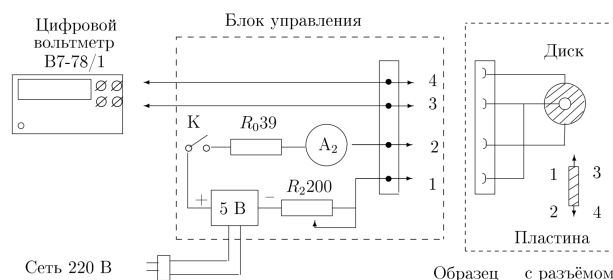 Блок управления
Цифровой
вольтметр
В7-78/1
Диск
4
3
К
R₀39
А₂
2
R₂200
1
+
5 В
−
1 3
2 4
Пластина
Сеть 220 В
Образец с разъёмом